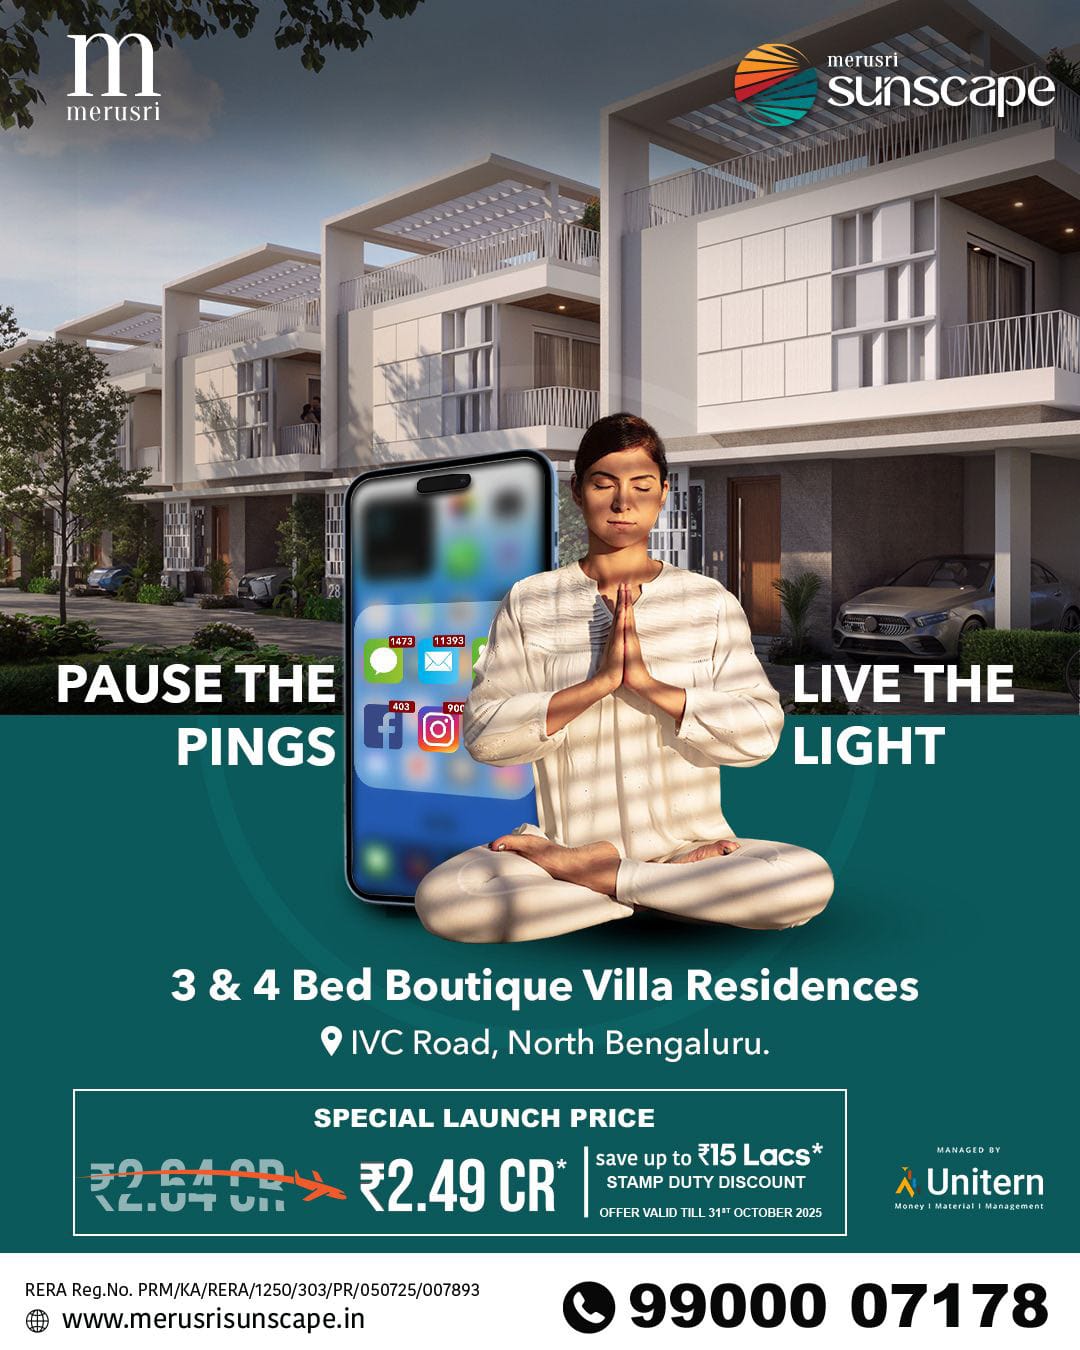 m
merusri
merusri
sunscape
28
1473
11393
403
900
PAUSE THE
PINGS
LIVE THE
LIGHT
3 & 4 Bed Boutique Villa Residences
IVC Road, North Bengaluru.
SPECIAL LAUNCH PRICE
₹2.64 CR
₹2.49 CR*
save up to ₹15 Lacs*
STAMP DUTY DISCOUNT
OFFER VALID TILL 31ST OCTOBER 2025
MANAGED BY
Unitern
Money I Material I Management
RERA Reg.No. PRM/KA/RERA/1250/303/PR/050725/007893
www.merusrisunscape.in
99000 07178